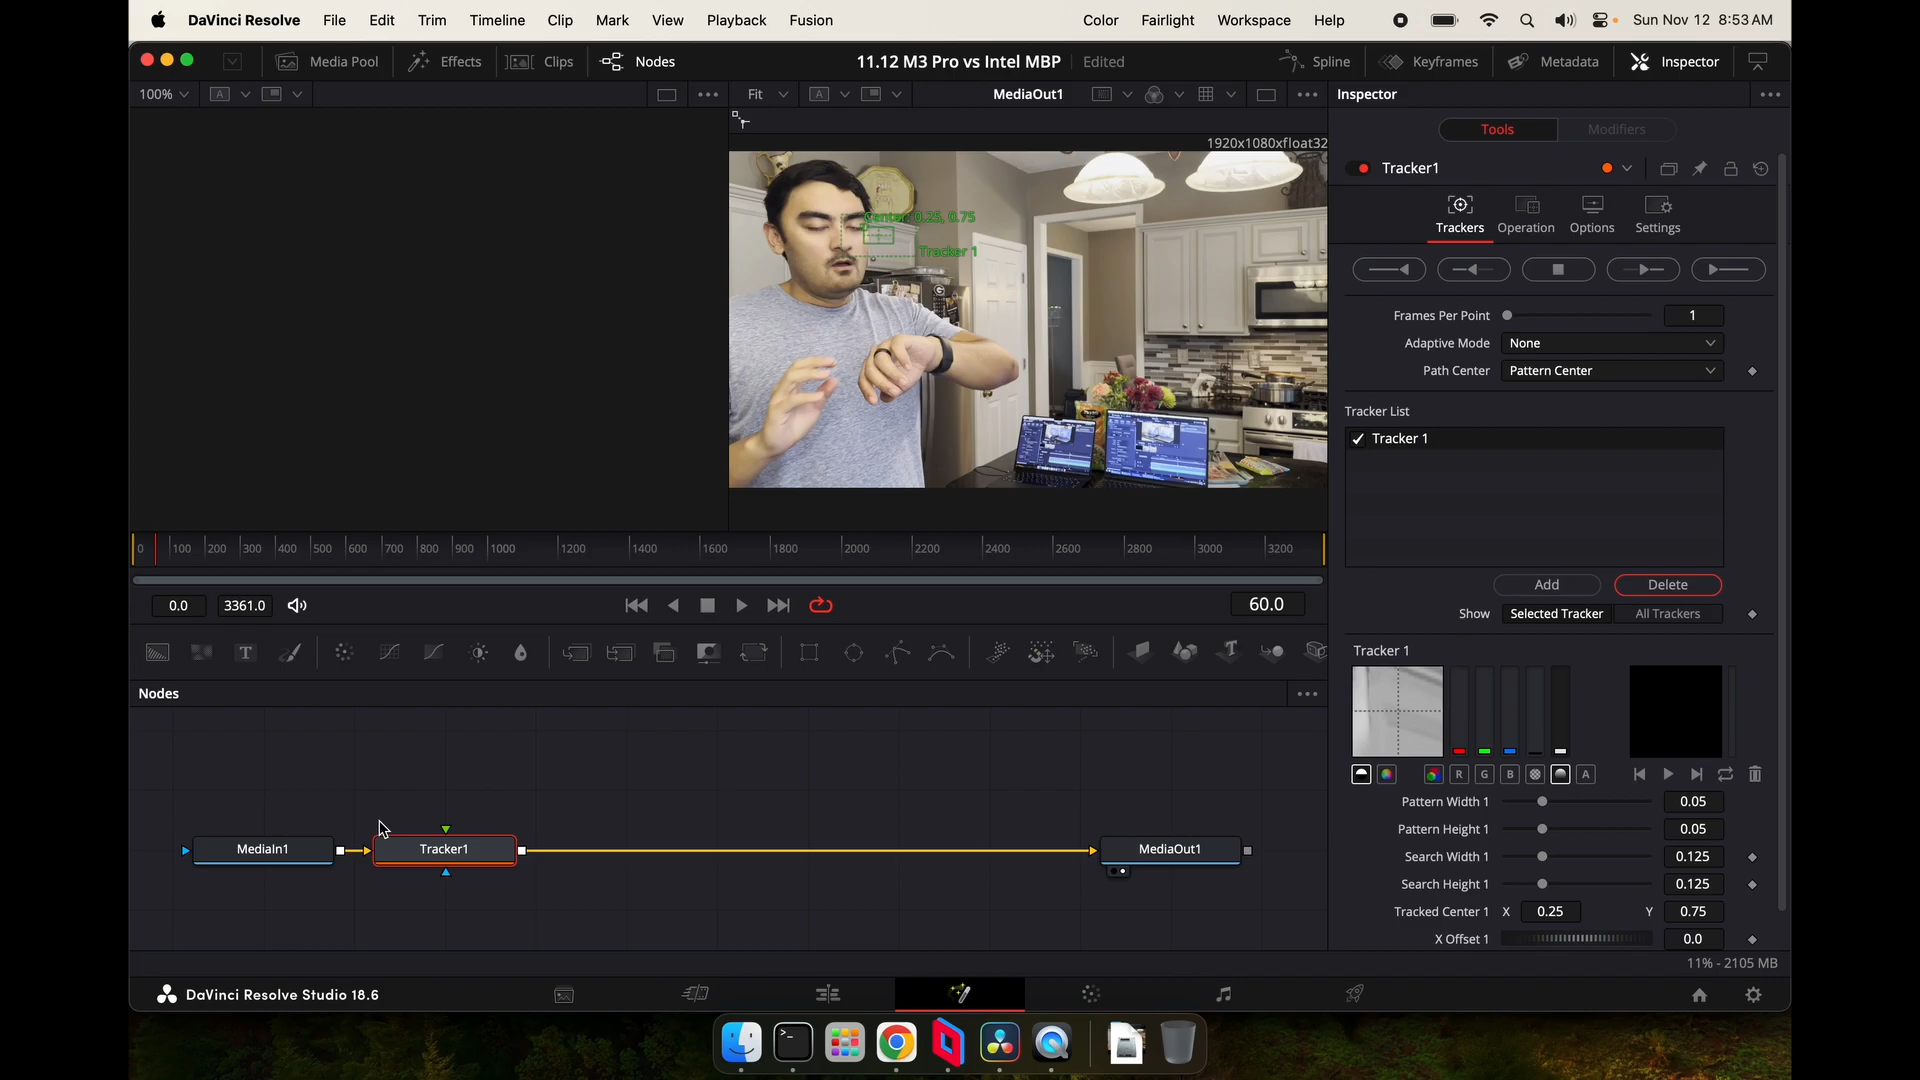 DaVinci Resolve File Edit Trim Timeline Clip Mark View Playback Fusion Color Fairlight Workspace Help Sun Nov 12 8:53 AM
Media Pool Effects Clips Nodes 11.12 M3 Pro vs Intel MBP Edited Spline Keyframes Metadata Inspector
100% A Fit A MediaOut1 Inspector
Tools Modifiers
1920x1080xfloat32
Tracker1
Center: 0.25, 0.75
Tracker 1
Trackers Operation Options Settings
Frames Per Point 1
Adaptive Mode None
Path Center Pattern Center
Tracker List
Tracker 1
0 100 200 300 400 500 600 700 800 900 1000 1200 1400 1600 1800 2000 2200 2400 2600 2800 3000 3200
Add Delete
0.0 3361.0 60.0
Show Selected Tracker All Trackers
T T
Tracker 1
Nodes
R G B A
Pattern Width 1 0.05
Pattern Height 1 0.05
MediaIn1 Tracker1 MediaOut1
Search Width 1 0.125
Search Height 1 0.125
Tracked Center 1 X 0.25 Y 0.75
X Offset 1 0.0
11% - 2105 MB
DaVinci Resolve Studio 18.6